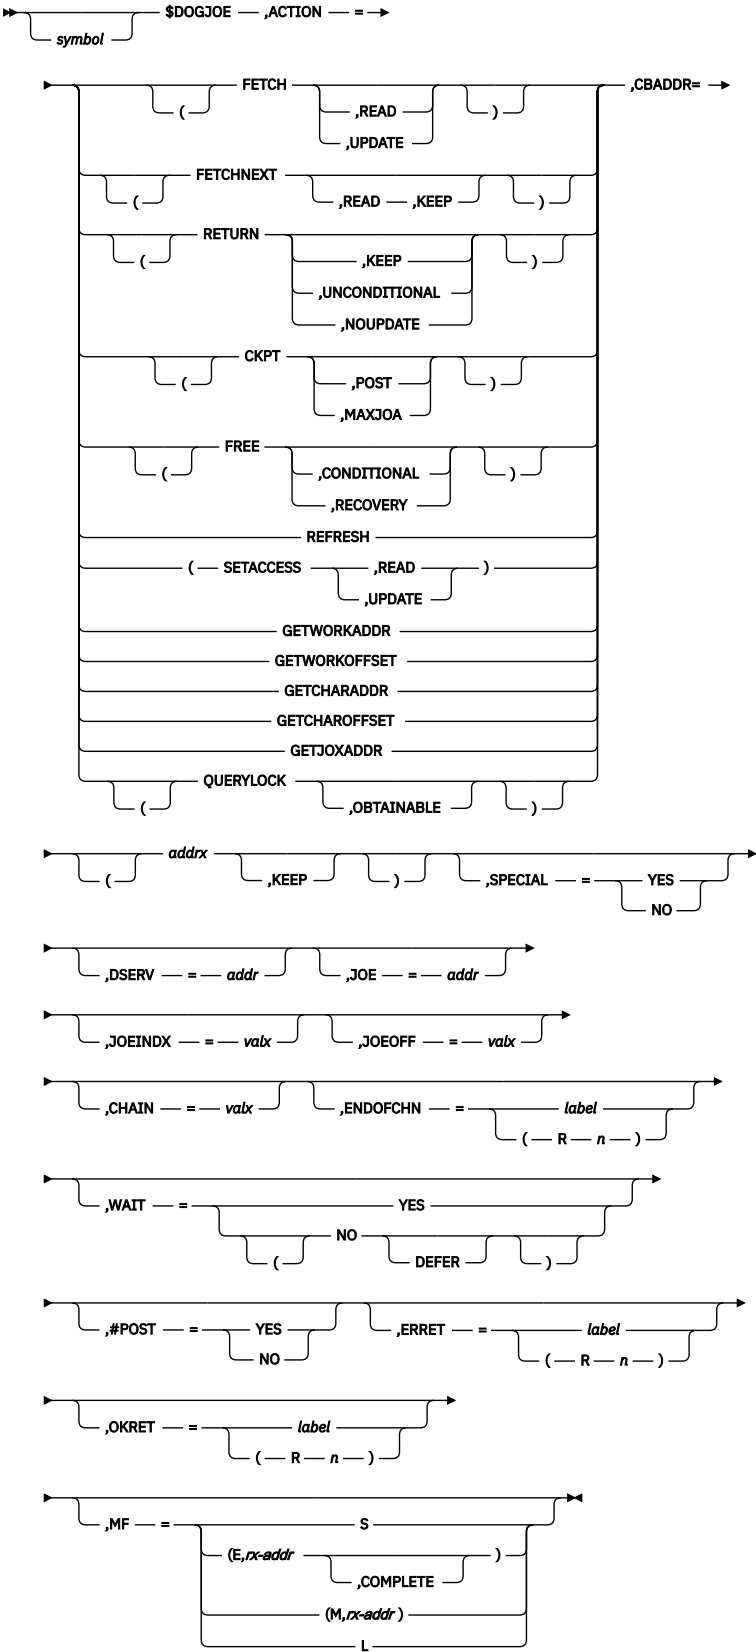 $DOGJOE ,ACTION =
symbol
FETCH ,CBADDR=
( ,READ )
,UPDATE
FETCHNEXT
( ,READ ,KEEP )
RETURN
( ,KEEP )
,UNCONDITIONAL
,NOUPDATE
CKPT
( ,POST )
,MAXJOA
FREE
( ,CONDITIONAL )
,RECOVERY
REFRESH
( SETACCESS ,READ )
,UPDATE
GETWORKADDR
GETWORKOFFSET
GETCHARADDR
GETCHAROFFSET
GETJOXADDR
QUERYLOCK
( ,OBTAINABLE )
addrx
( ,KEEP ) ,SPECIAL = YES
NO
,DSERV = addr ,JOE = addr
,JOEINDX = valx ,JOEOFF = valx
,CHAIN = valx ,ENDOFCHN = label
( R n )
,WAIT = YES
NO
( DEFER )
,#POST = YES ,ERRET = label
NO ( R n )
,OKRET = label
( R n )
,MF = S
(E,rx-addr )
,COMPLETE
(M,rx-addr )
L